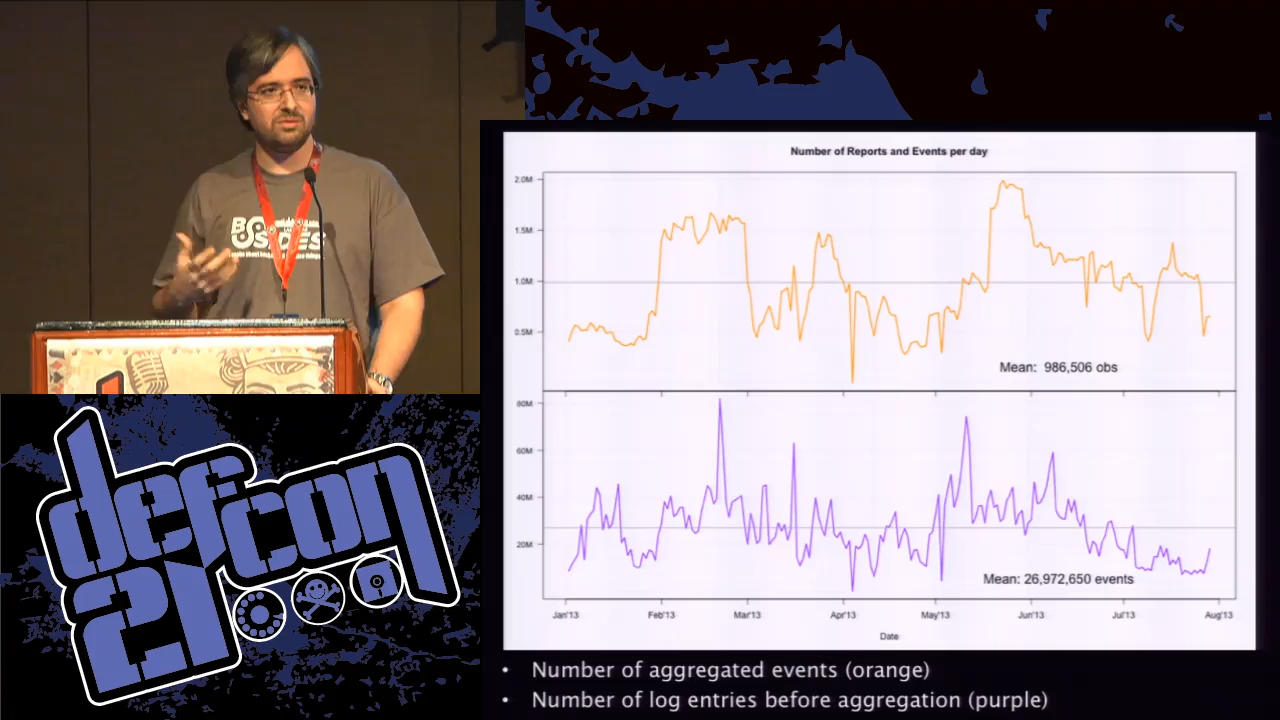 BSIDES
Number of Reports and Events per day
2.0M
1.5M
1.0M
0.5M
Mean: 986,506 obs
80M
60M
40M
20M
Mean: 26,972,650 events
Jan'13 Feb'13 Mar'13 Apr'13 May'13 Jun'13 Jul'13 Aug'13
Date
• Number of aggregated events (orange)
• Number of log entries before aggregation (purple)
defcon
21